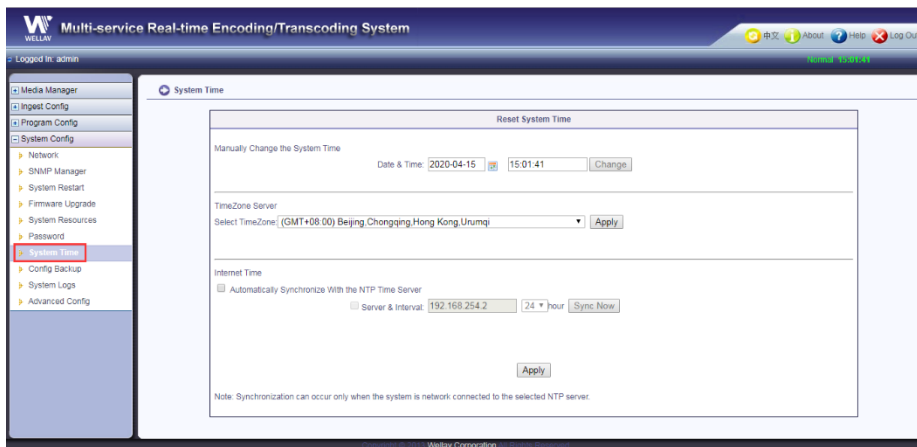 WELLAV
Multi-service Real-time Encoding/Transcoding System
中文 About Help Log Ou
Logged In: admin
Normal 15:01:41
Media Manager
Ingest Config
Program Config
System Config
Network
SNMP Manager
System Restart
Firmware Upgrade
System Resources
Password
System Time
Config Backup
System Logs
Advanced Config
System Time
Reset System Time
Manually Change the System Time
Date & Time: 2020-04-15 15:01:41 Change
TimeZone Server
Select TimeZone: (GMT+08:00) Beijing,Chongqing,Hong Kong,Urumqi Apply
Internet Time
Automatically Synchronize With the NTP Time Server
Server & Interval: 192.168.254.2 24 hour Sync Now
Apply
Note: Synchronization can occur only when the system is network connected to the selected NTP server.
Wellav Corporation